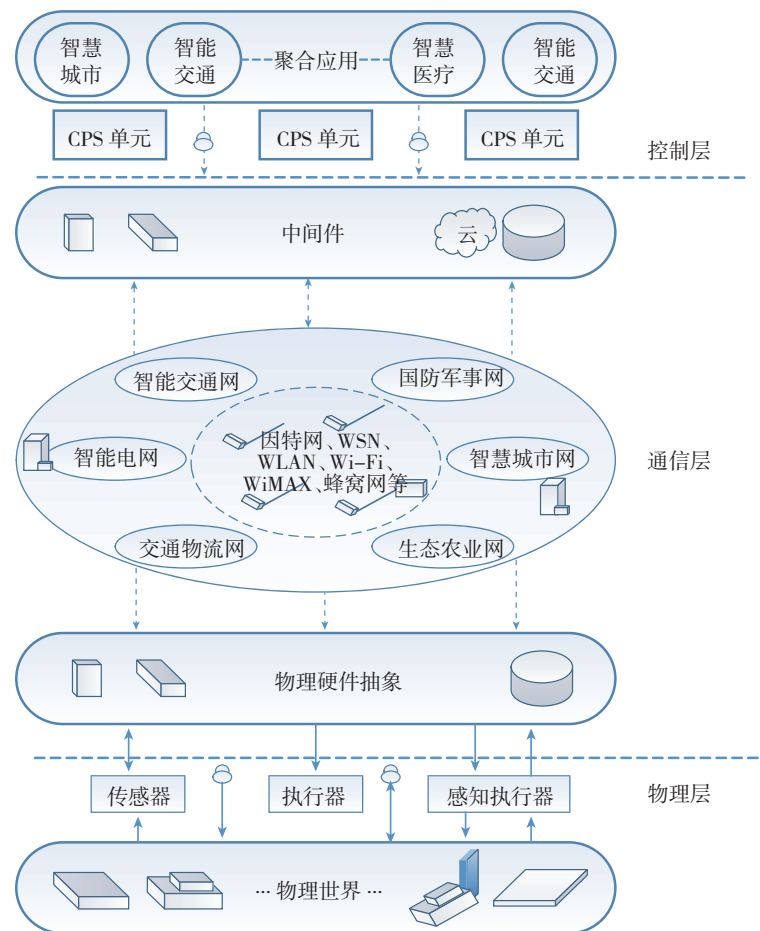 智慧
城市
智能
交通
聚合应用
智慧
医疗
智能
交通
CPS 单元
CPS 单元
CPS 单元
控制层
中间件
云
智能交通网
国防军事网
智能电网
因特网、WSN、
WLAN、Wi-Fi、
WiMAX、蜂窝网等
智慧城市网
通信层
交通物流网
生态农业网
物理硬件抽象
传感器
执行器
感知执行器
物理层
··· 物理世界 ···